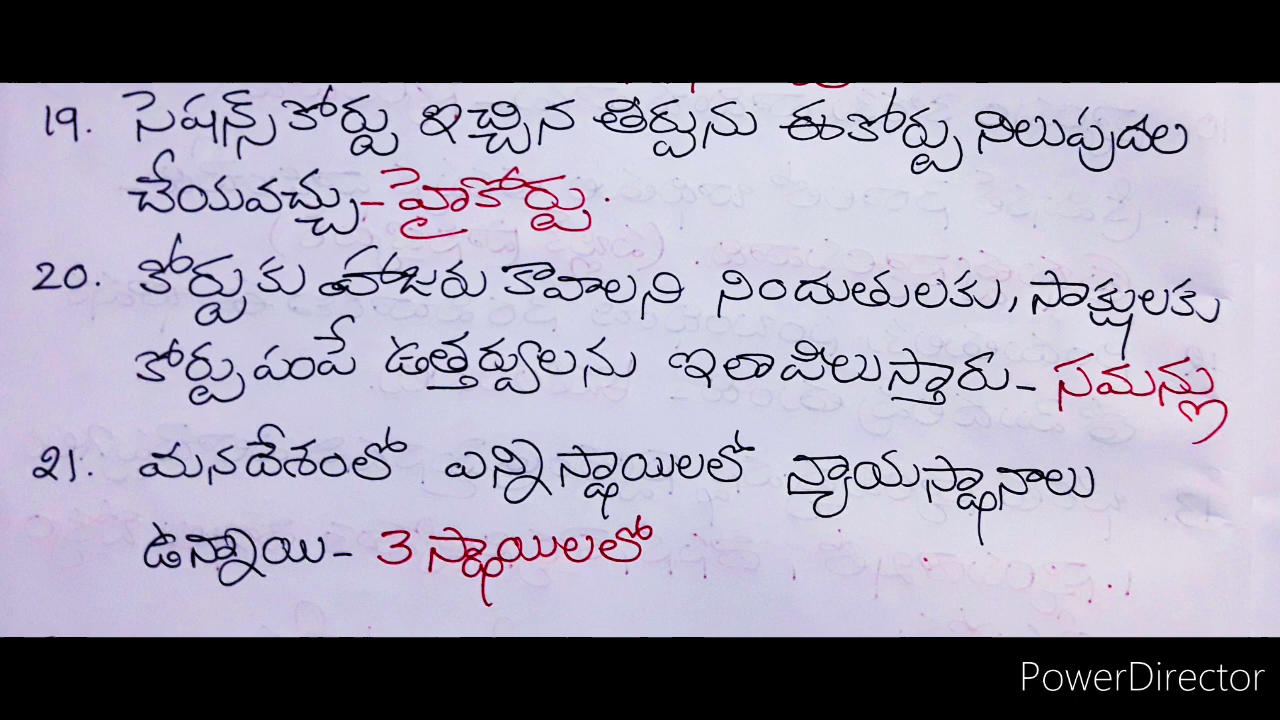 19. సెషన్స్ కోర్టు ఇచ్చిన తీర్పును ఈకోర్టు నిలుపుదల
చేయవచ్చు - హైకోర్టు.
20. కోర్టుకు హాజరు కావాలని నిందుతులకు, సాక్షులకు
కోర్టు పంపే ఉత్తర్వులను ఇలా పిలుస్తారు - సమన్లు
21. మనదేశంలో ఎన్ని స్థాయిలలో న్యాయస్థానాలు
ఉన్నాయి - 3 స్థాయిలలో
PowerDirector